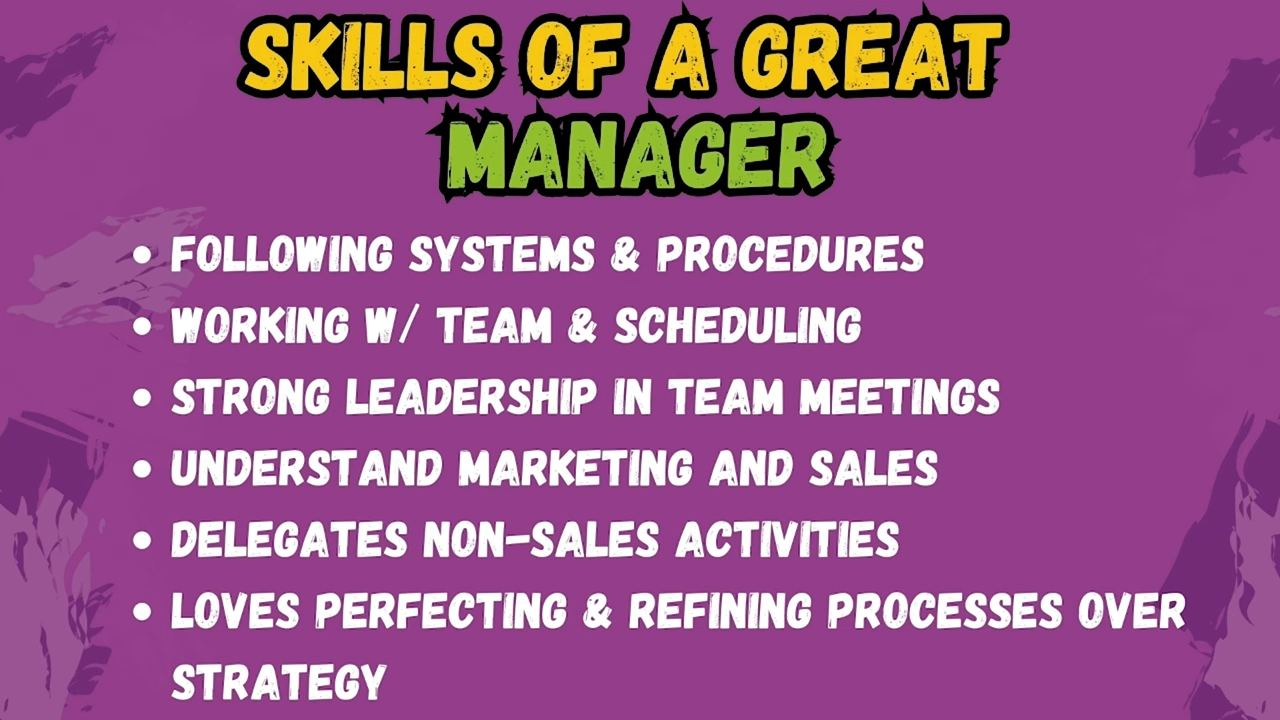 SKILLS OF A GREAT
MANAGER
• FOLLOWING SYSTEMS & PROCEDURES
• WORKING W/ TEAM & SCHEDULING
• STRONG LEADERSHIP IN TEAM MEETINGS
• UNDERSTAND MARKETING AND SALES
• DELEGATES NON-SALES ACTIVITIES
• LOVES PERFECTING & REFINING PROCESSES OVER
STRATEGY